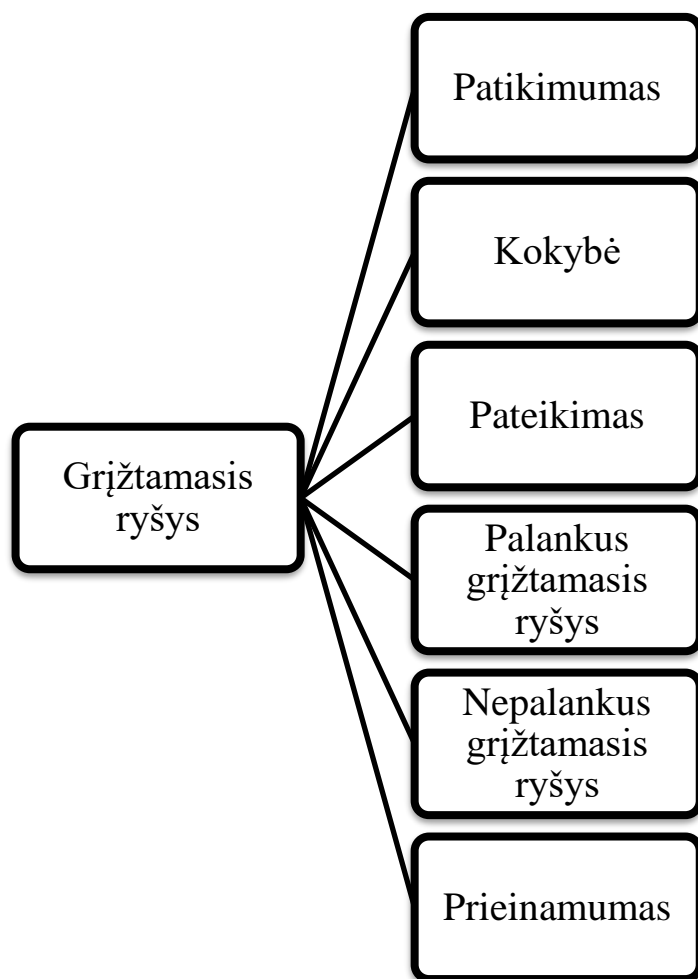 Patikimumas
Kokybė
Pateikimas
Grįžtamasis
ryšys
Palankus
grįžtamasis
ryšys
Nepalankus
grįžtamasis
ryšys
Prieinamumas